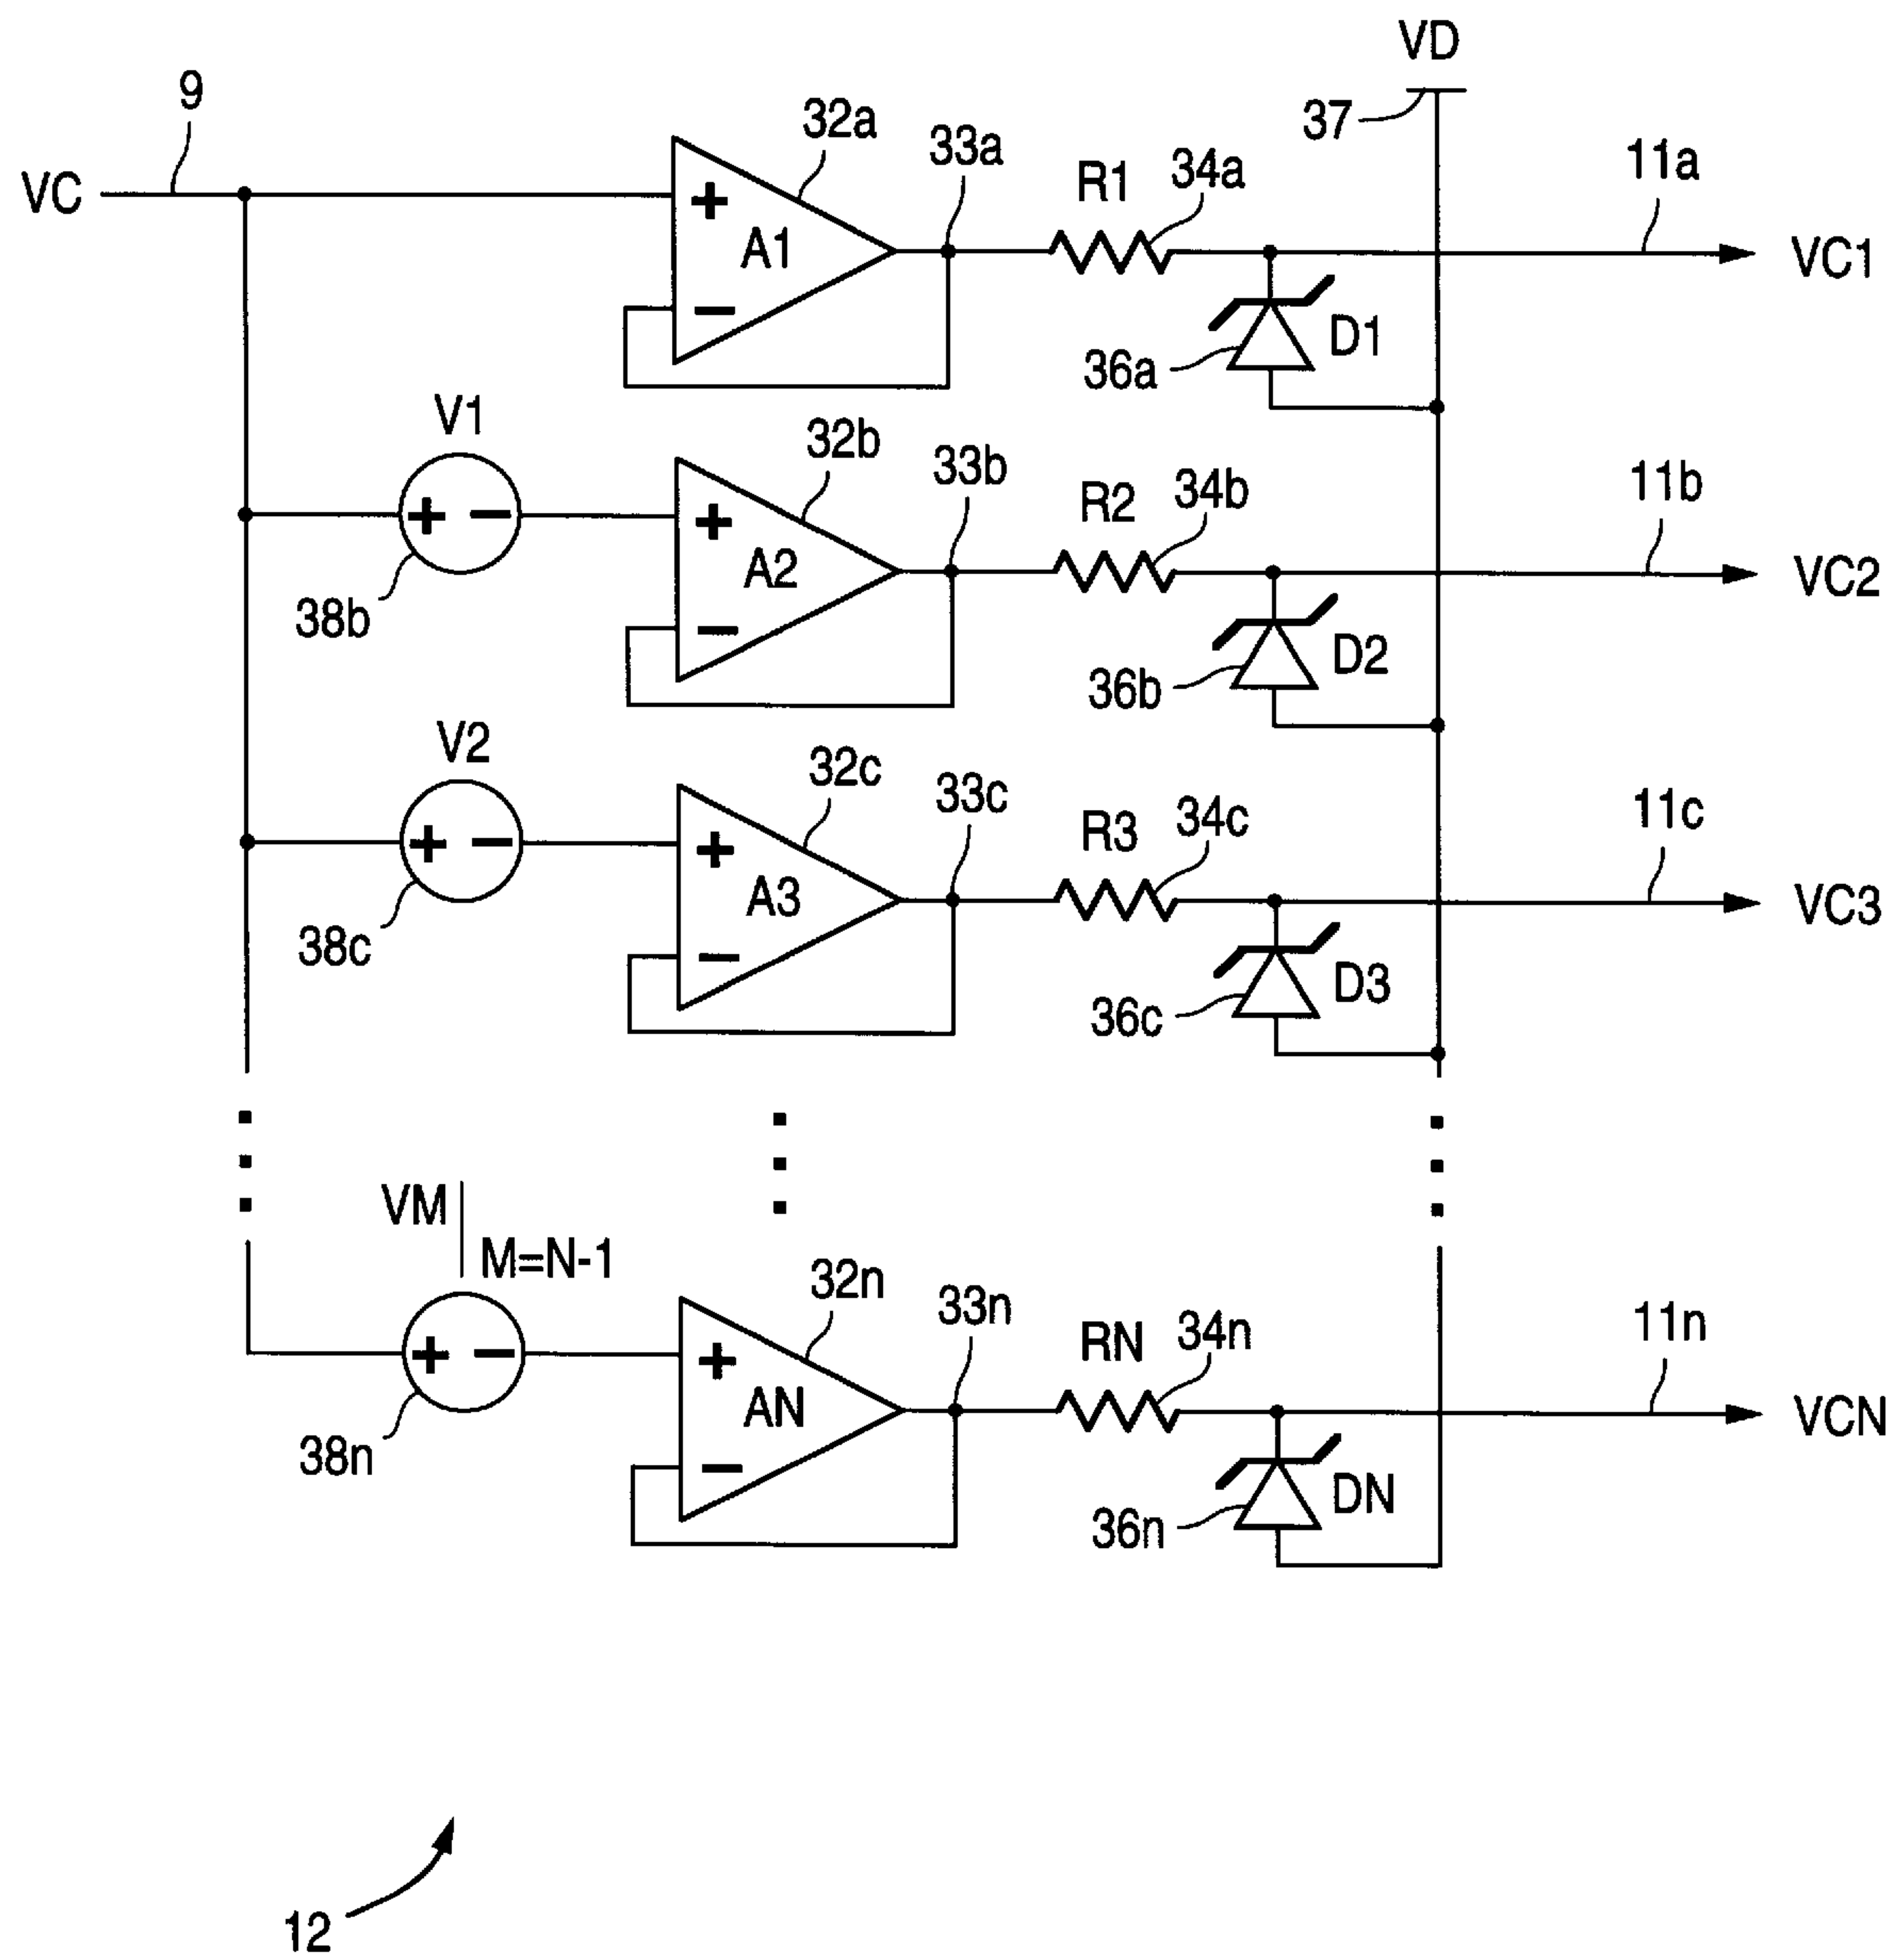 VD
9
32a
37
33a
R1
34a
11a
VC
+
A1
−
VC1
D1
36a
V1
32b
33b
R2
34b
11b
+ −
+
A2
−
VC2
38b
D2
36b
V2
32c
33c
R3
34c
11c
+ −
+
A3
−
VC3
38c
D3
36c
VM
M=N-1
32n
33n
RN
34n
11n
+ −
+
AN
−
VCN
38n
DN
36n
12